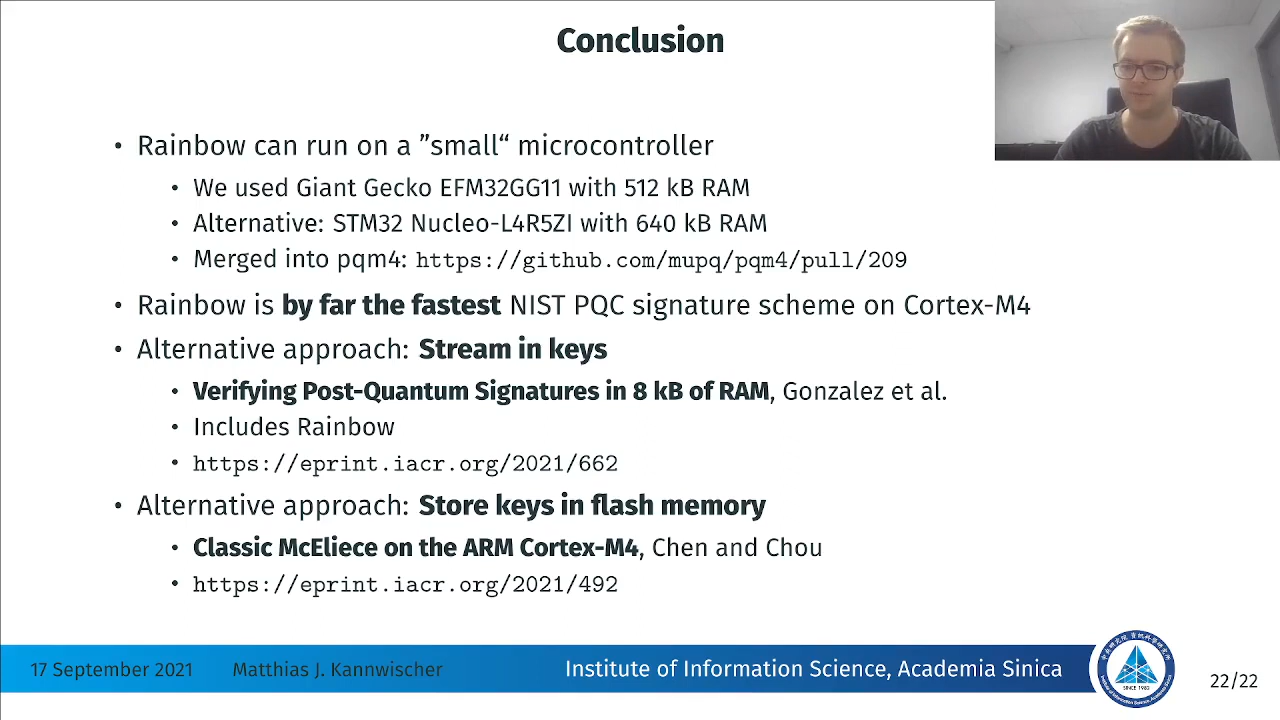 Conclusion
• Rainbow can run on a ”small“ microcontroller
• We used Giant Gecko EFM32GG11 with 512 kB RAM
• Alternative: STM32 Nucleo-L4R5ZI with 640 kB RAM
• Merged into pqm4: https://github.com/mupq/pqm4/pull/209
• Rainbow is by far the fastest NIST PQC signature scheme on Cortex-M4
• Alternative approach: Stream in keys
• Verifying Post-Quantum Signatures in 8 kB of RAM, Gonzalez et al.
• Includes Rainbow
• https://eprint.iacr.org/2021/662
• Alternative approach: Store keys in flash memory
• Classic McEliece on the ARM Cortex-M4, Chen and Chou
• https://eprint.iacr.org/2021/492
17 September 2021 Matthias J. Kannwischer Institute of Information Science, Academia Sinica
SINCE 1982
22/22